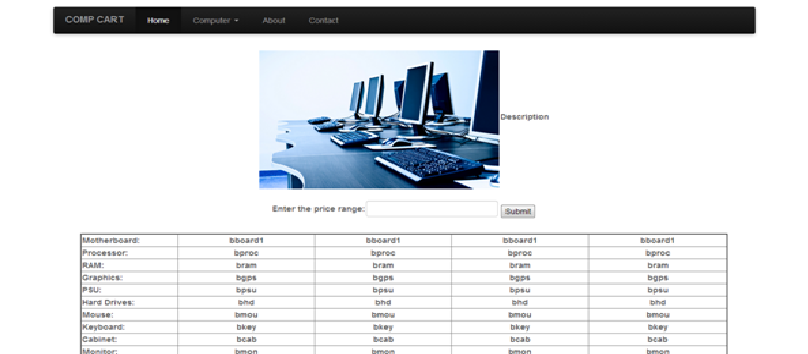 COMP CART Home Computer About Contact
Description
Enter the price range: Submit
Motherboard: bboard1 bboard1 bboard1 bboard1
Processor: bproc bproc bproc bproc
RAM: bram bram bram bram
Graphics: bgps bgps bgps bgps
PSU: bpsu bpsu bpsu bpsu
Hard Drives: bhd bhd bhd bhd
Mouse: bmou bmou bmou bmou
Keyboard: bkey bkey bkey bkey
Cabinet: bcab bcab bcab bcab
Monitor: bmon bmon bmon bmon